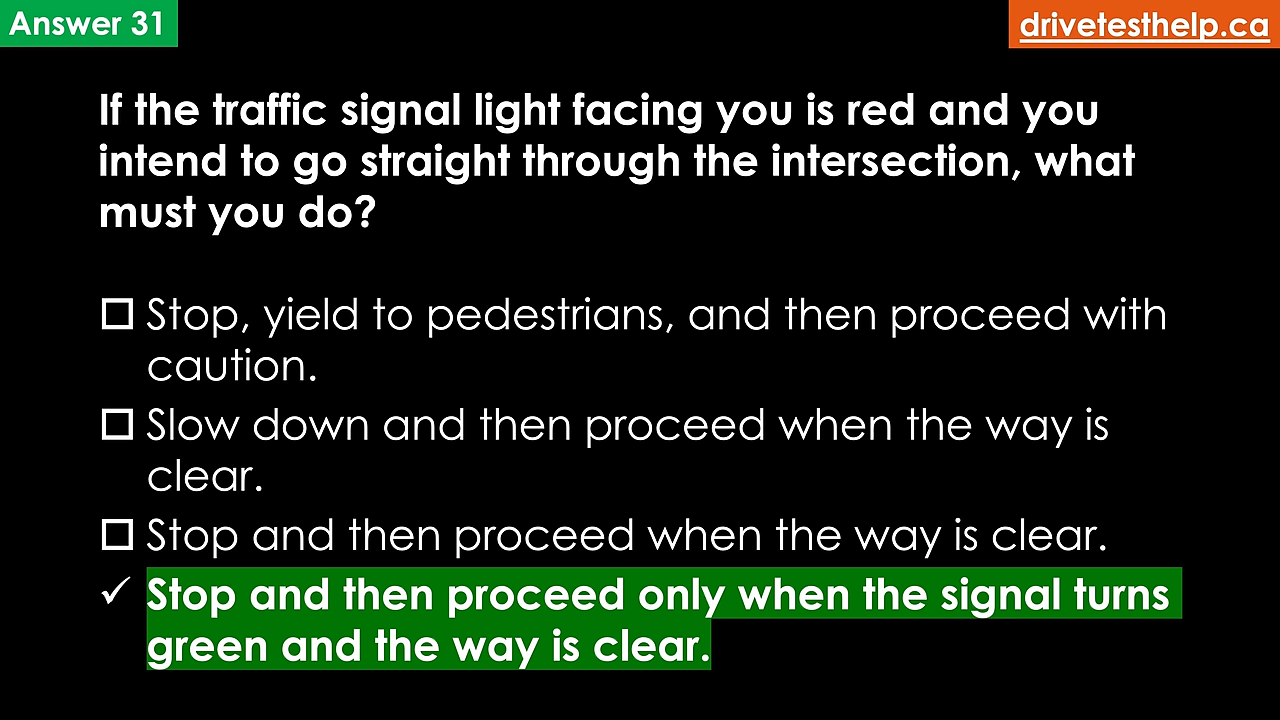 Answer 31
drivetesthelp.ca
If the traffic signal light facing you is red and you
intend to go straight through the intersection, what
must you do?
Stop, yield to pedestrians, and then proceed with
caution.
Slow down and then proceed when the way is
clear.
Stop and then proceed when the way is clear.
Stop and then proceed only when the signal turns
green and the way is clear.